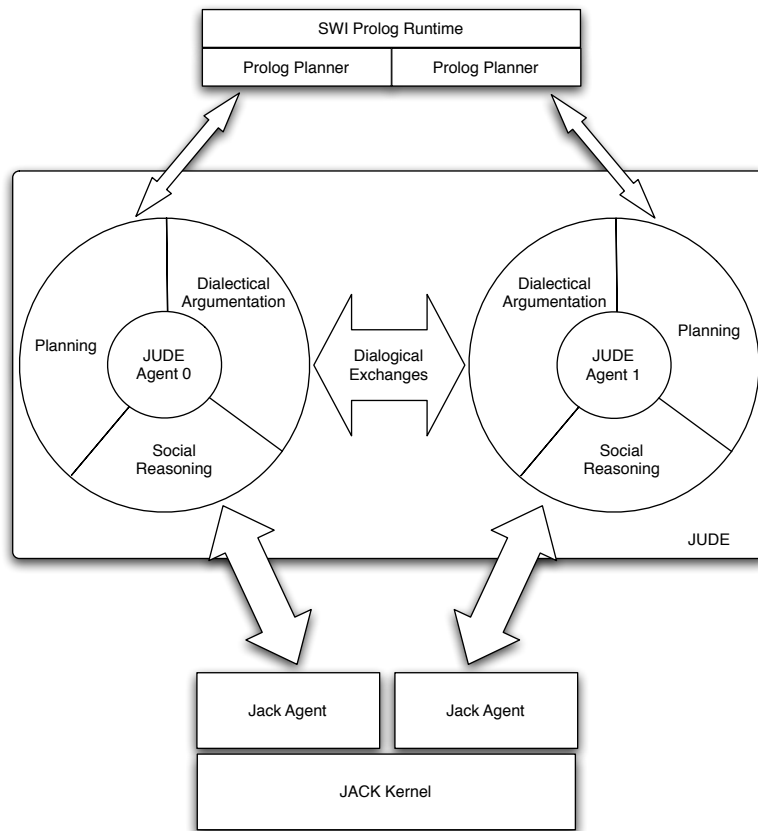 SWI Prolog Runtime
Prolog Planner
Prolog Planner
Dialectical
Argumentation
Planning
JUDE
Agent 0
Social
Reasoning
Dialogical
Exchanges
Dialectical
Argumentation
Planning
JUDE
Agent 1
Social
Reasoning
JUDE
Jack Agent
Jack Agent
JACK Kernel